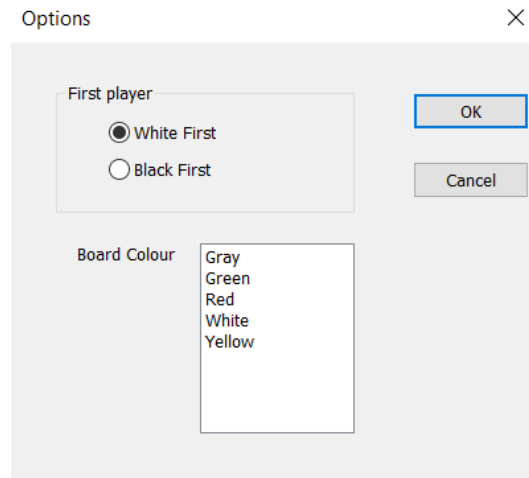 Options
First player
White First
Black First
OK
Cancel
Board Colour
Gray
Green
Red
White
Yellow